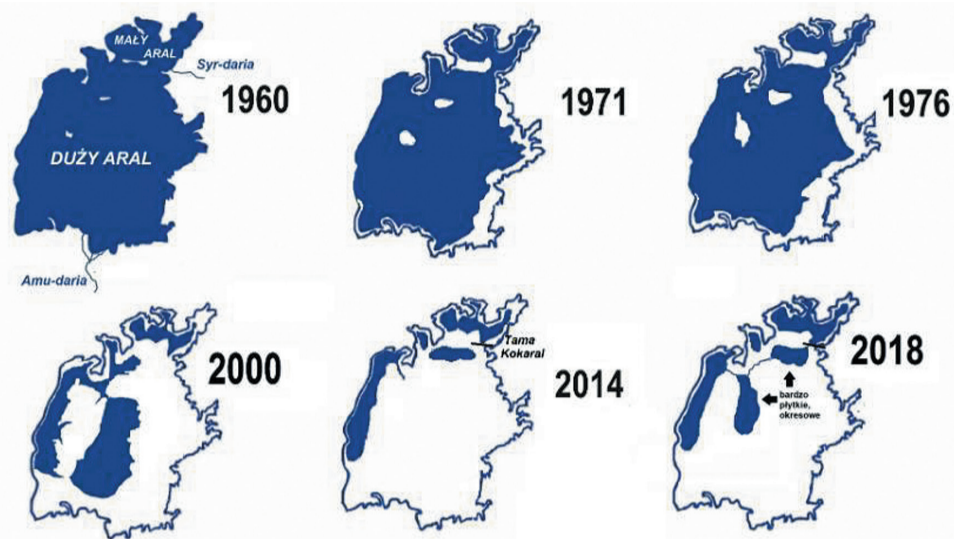 MAŁY
ARAL
Syr-daria
1960
DUŻY ARAL
Amu-daria
1971
1976
2000
Tama
Kokaral
2014
2018
bardzo
płytkie,
okresowe